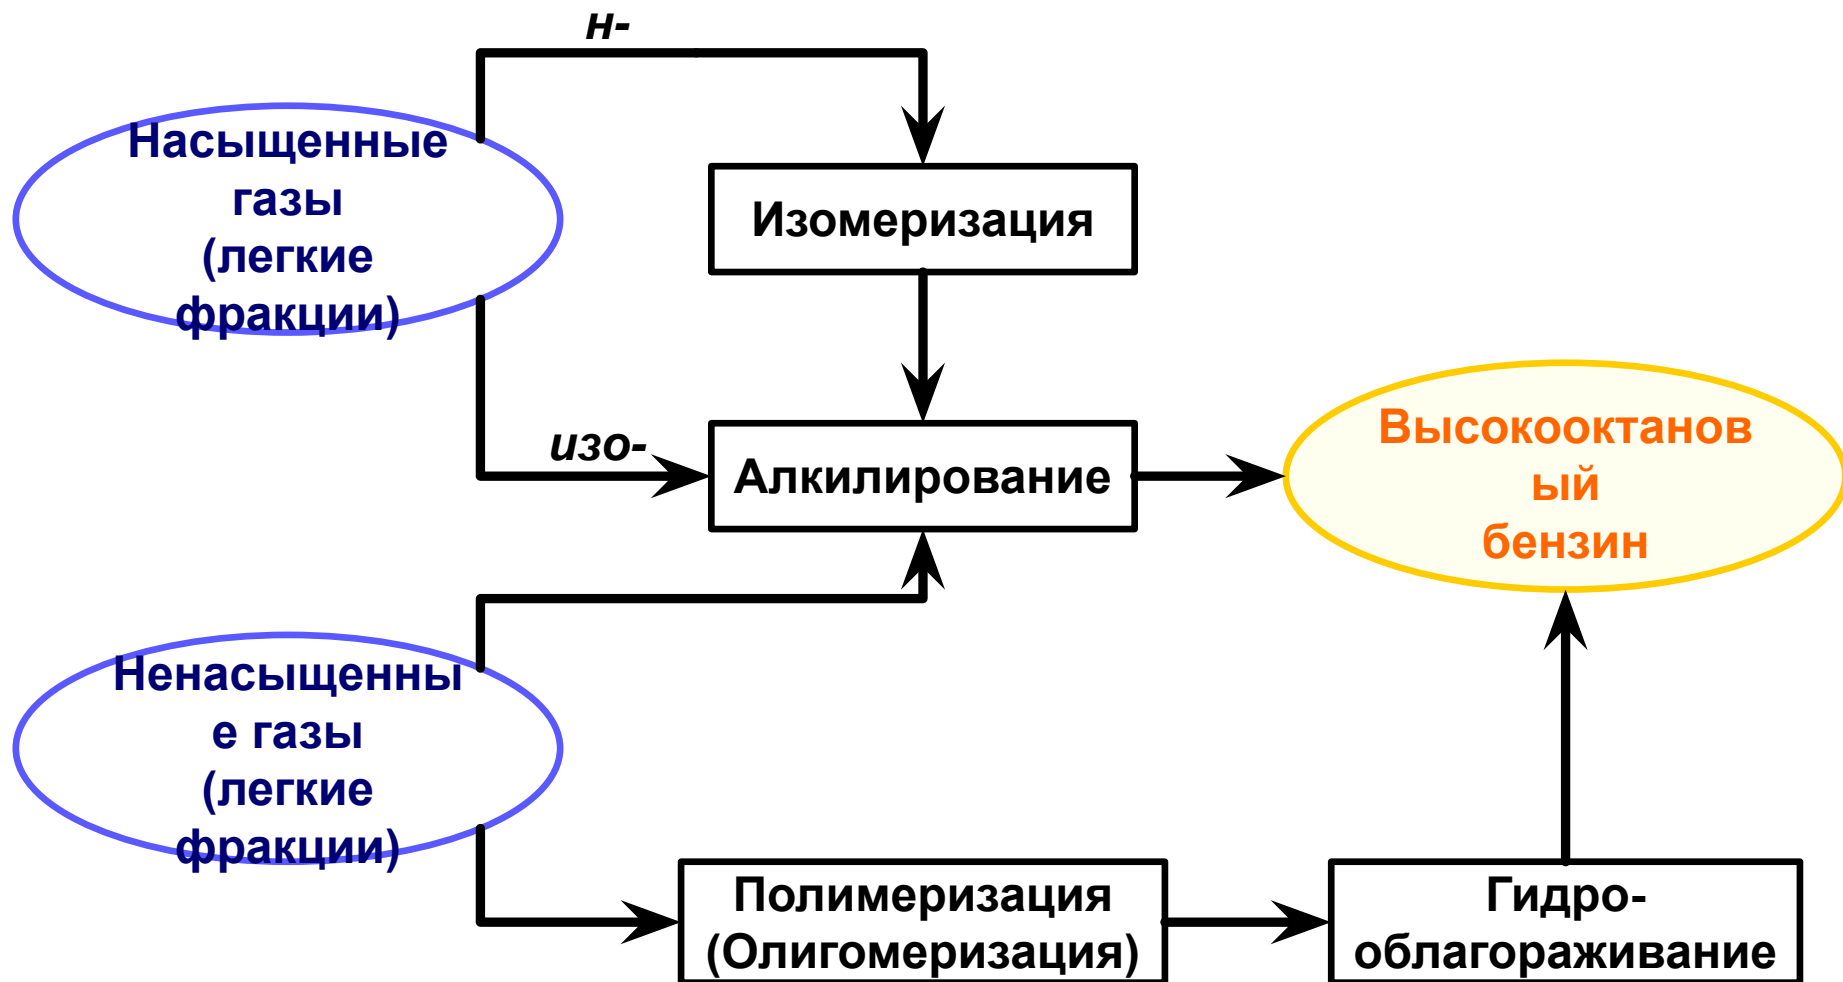 н-
Насыщенные
газы
(легкие
фракции)
Изомеризация
изо-
Алкилирование
Высокооктанов
ый
бензин
Ненасыщенны
е газы
(легкие
фракции)
Полимеризация
(Олигомеризация)
Гидро-
облагораживание